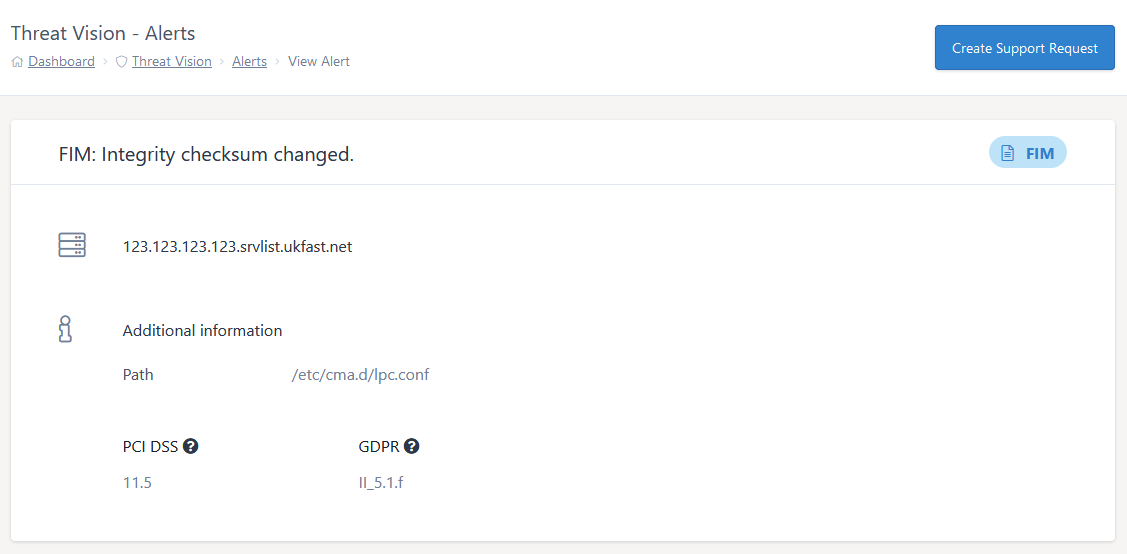 Threat Vision - Alerts
Create Support Request
Dashboard › Threat Vision › Alerts › View Alert
FIM: Integrity checksum changed.
FIM
123.123.123.123.srvlist.ukfast.net
Additional information
Path /etc/cma.d/lpc.conf
PCI DSS ? GDPR ?
11.5 II_5.1.f